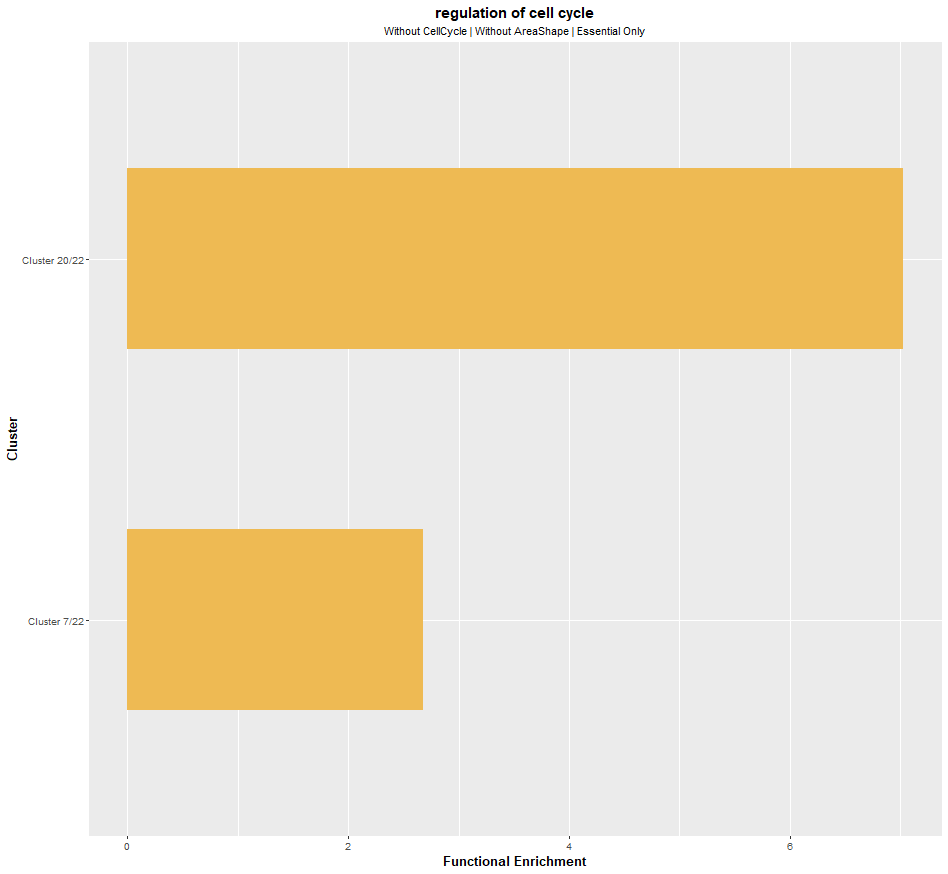 regulation of cell cycle
Without CellCycle | Without AreaShape | Essential Only
Cluster
Cluster 20/22
Cluster 7/22
0 2 4 6
Functional Enrichment